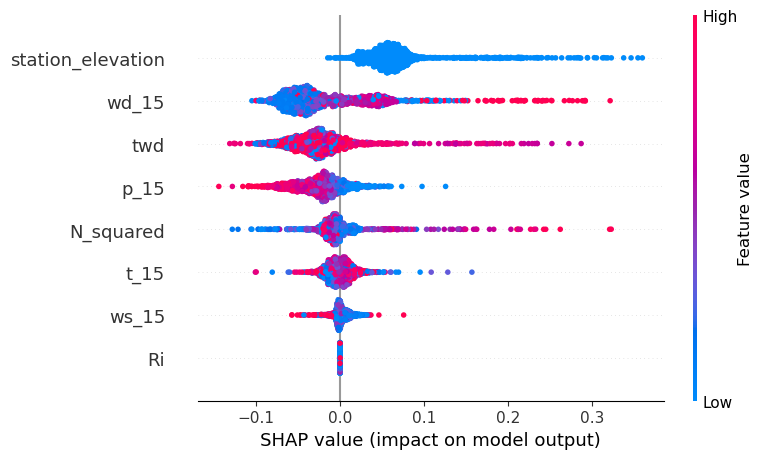 High
station_elevation
wd_15
twd
p_15
N_squared
t_15
ws_15
Ri
Feature value
Low
−0.1 0.0 0.1 0.2 0.3
SHAP value (impact on model output)